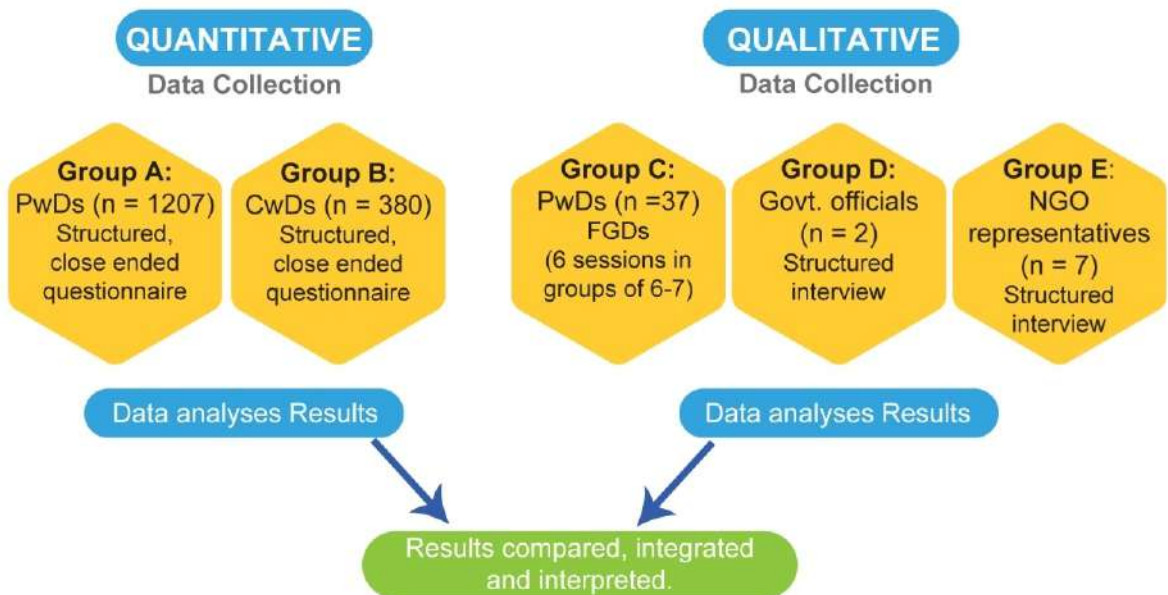 QUANTITATIVE
Data Collection
QUALITATIVE
Data Collection
Group A:
PwDs (n = 1207)
Structured,
close ended
questionnaire
Group B:
CwDs (n = 380)
Structured,
close ended
questionnaire
Group C:
PwDs (n =37)
FGDs
(6 sessions in
groups of 6-7)
Group D:
Govt. officials
(n = 2)
Structured
interview
Group E:
NGO
representatives
(n = 7)
Structured
interview
Data analyses Results
Data analyses Results
Results compared, integrated
and interpreted.